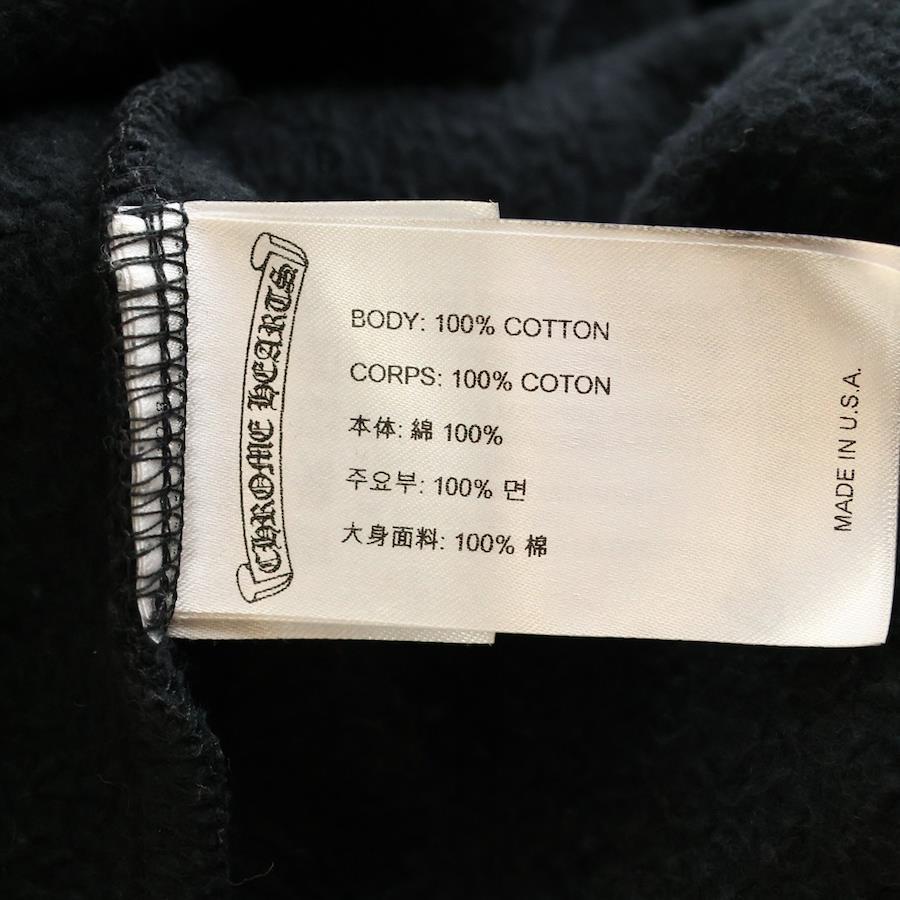 CHROME HEARTS
BODY: 100% COTTON
CORPS: 100% COTON
本体: 綿 100%
주요부: 100% 면
大身面料: 100% 棉
MADE IN U.S.A.